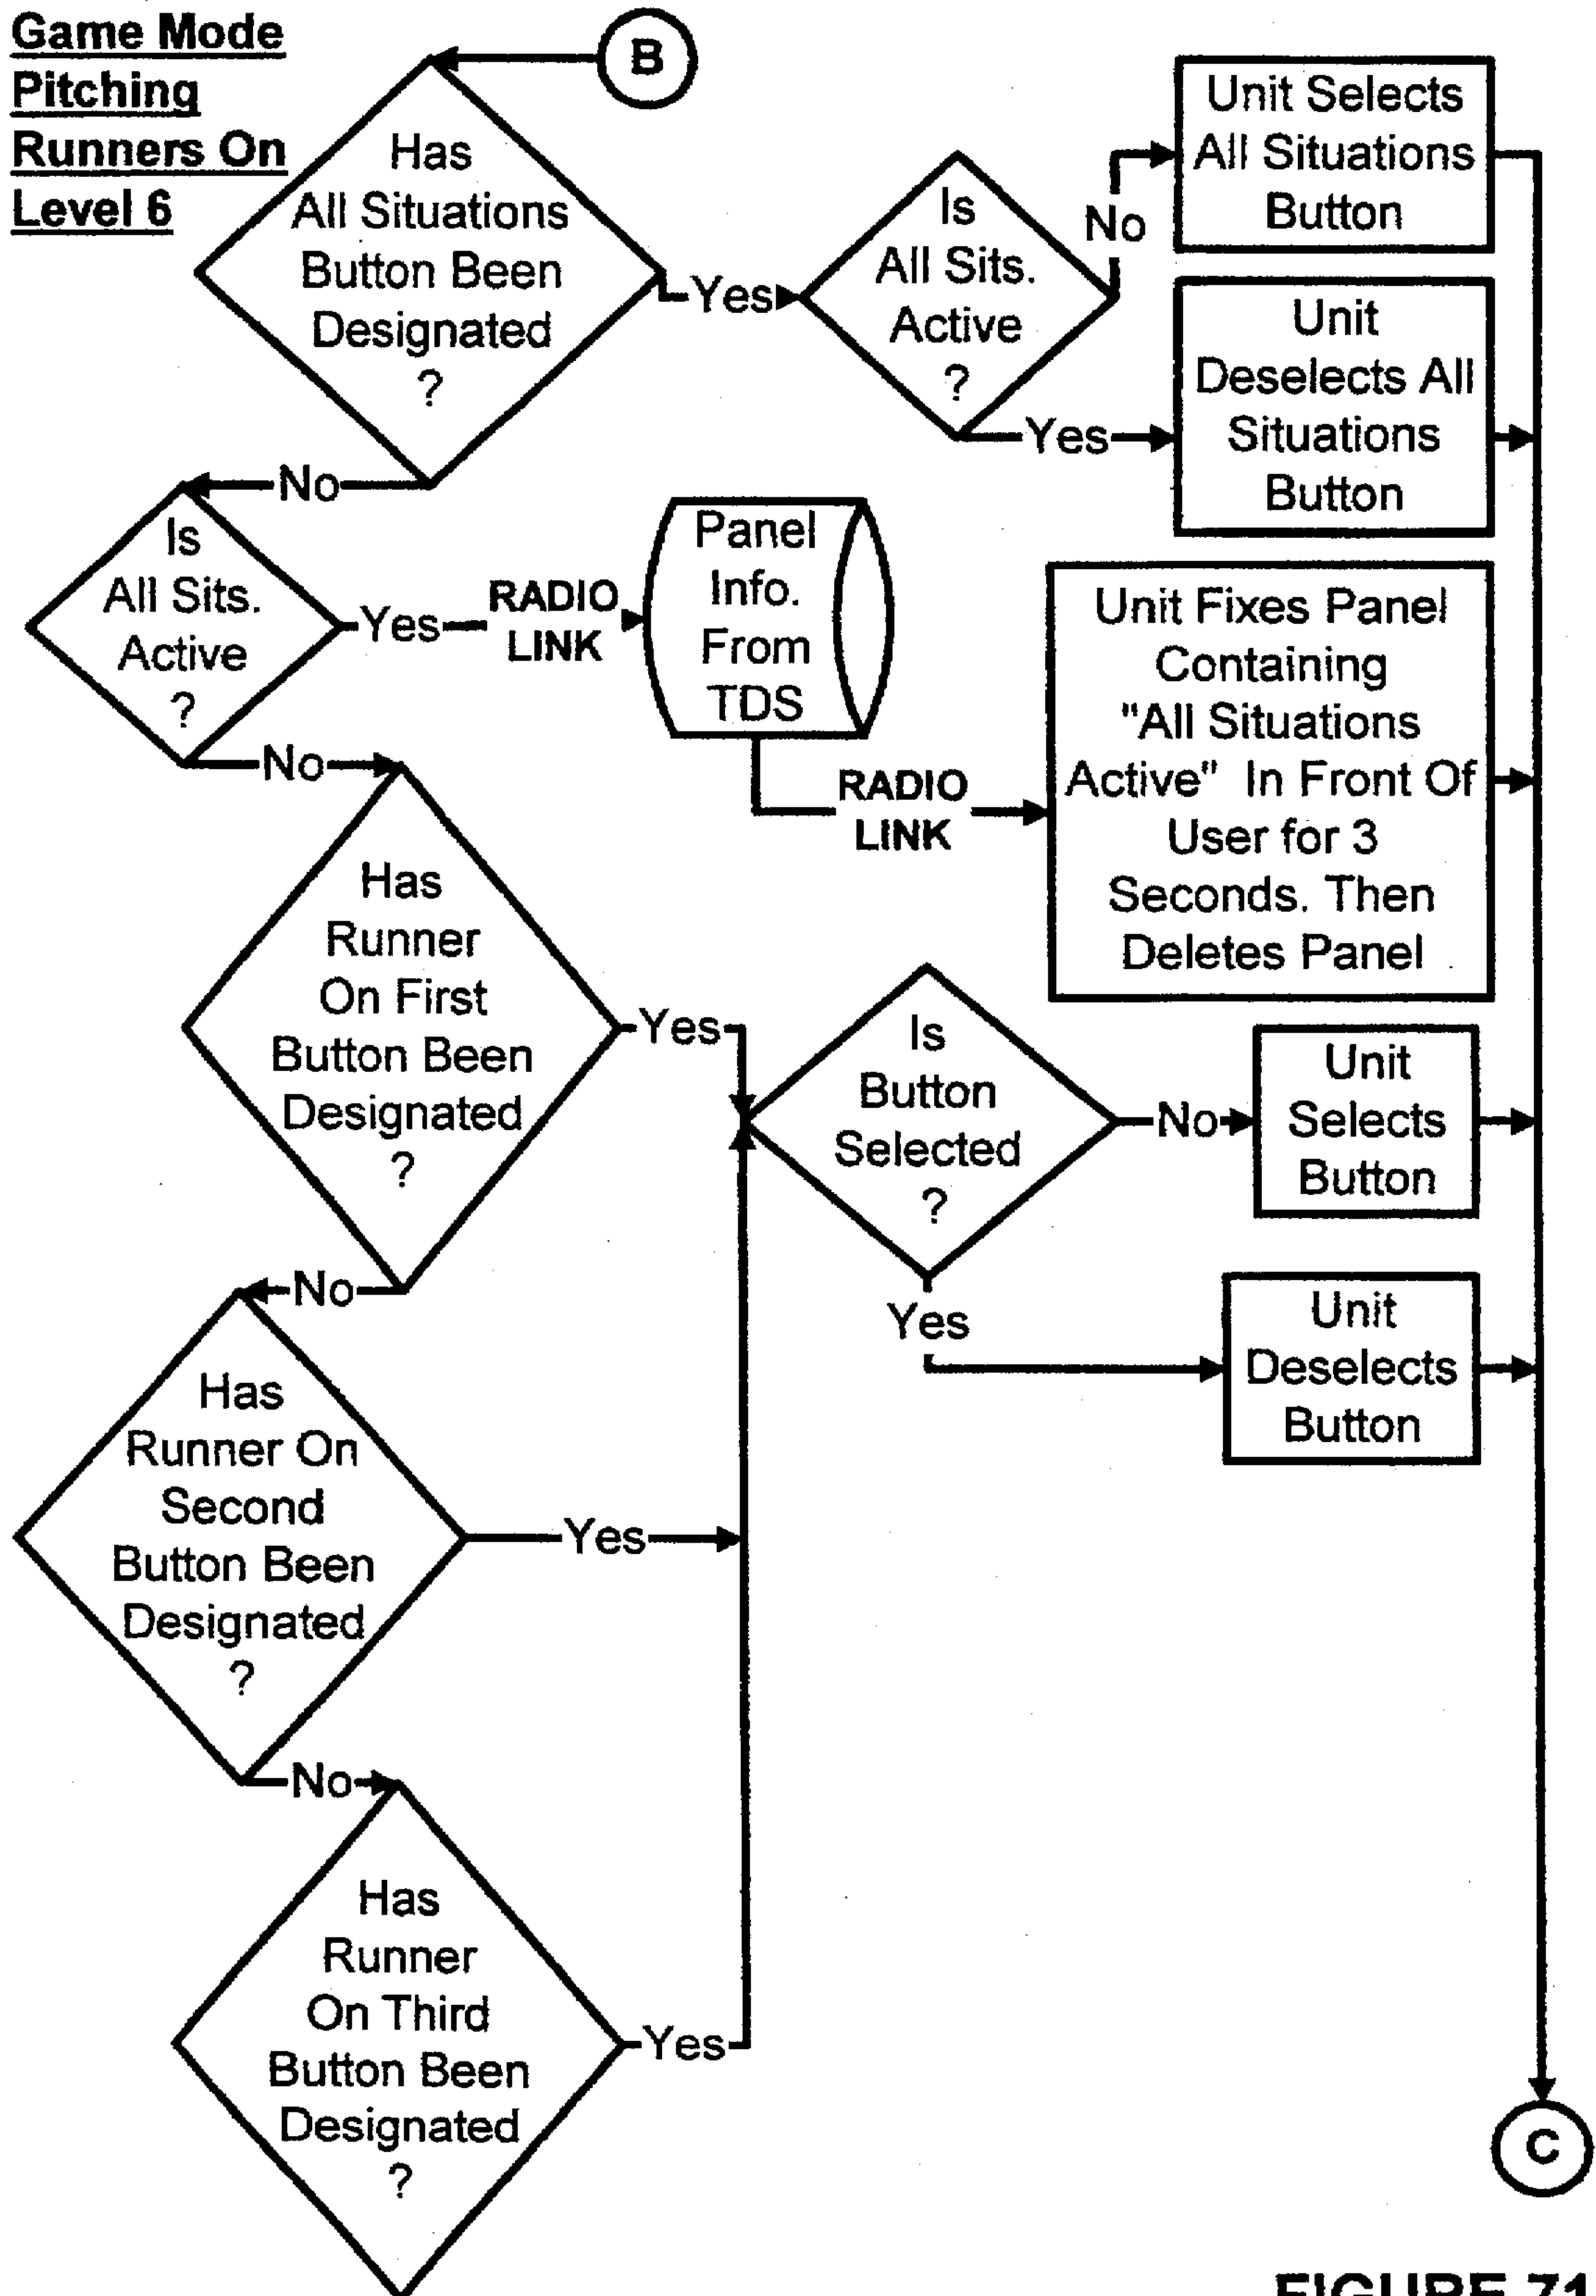 Game Mode
Pitching
Runners On
Level 6
B
Has
All Situations
Button Been
Designated
?
Yes
Is
All Sits.
Active
?
No
Unit Selects
All Situations
Button
Yes
Unit
Deselects All
Situations
Button
No
Is
All Sits.
Active
?
Yes
RADIO
LINK
Panel
Info.
From
TDS
RADIO
LINK
Unit Fixes Panel
Containing
"All Situations
Active" In Front Of
User for 3
Seconds. Then
Deletes Panel
No
Has
Runner
On First
Button Been
Designated
?
Yes
Is
Button
Selected
?
No
Unit
Selects
Button
Yes
Unit
Deselects
Button
No
Has
Runner On
Second
Button Been
Designated
?
Yes
No
Has
Runner
On Third
Button Been
Designated
?
Yes
C
FIGURE 71